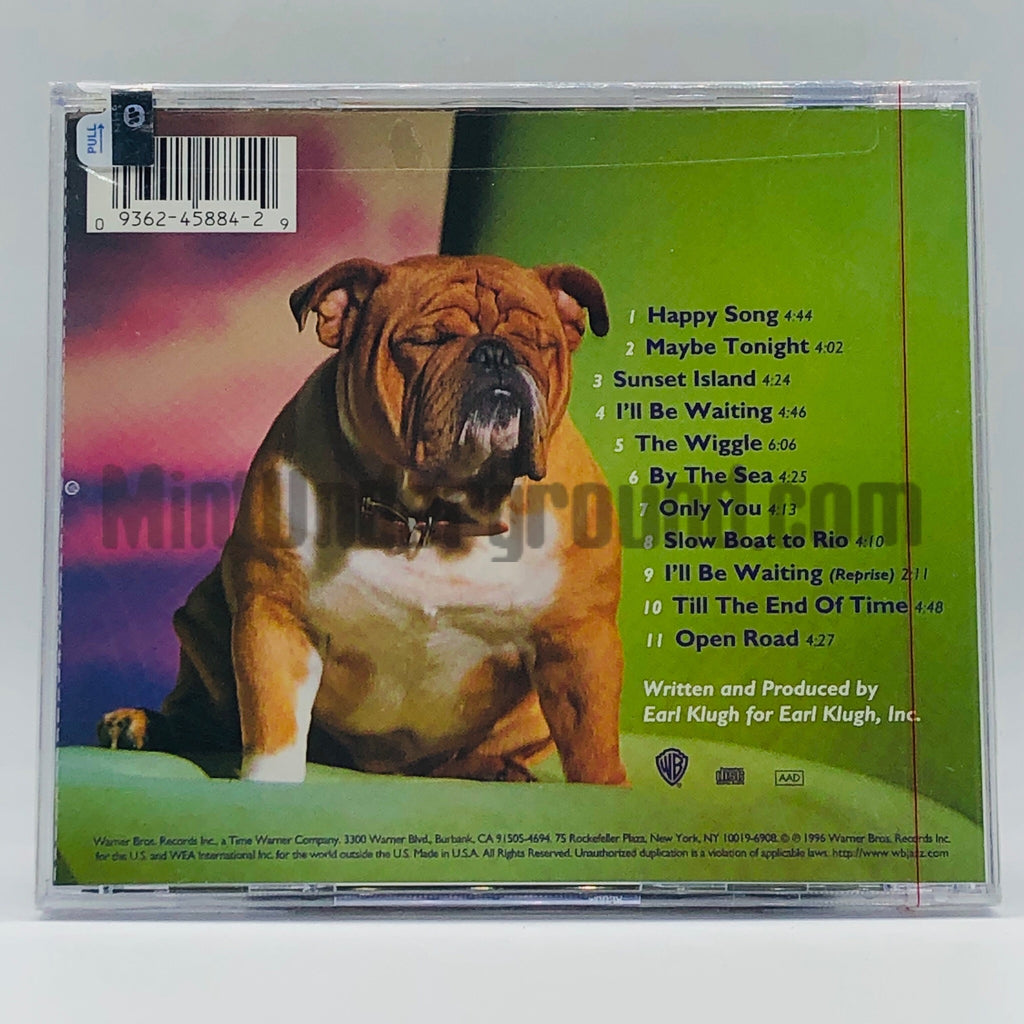 PULL
0 9362-45884-2 9
1 Happy Song 4:44
2 Maybe Tonight 4:02
3 Sunset Island 4:24
4 I'll Be Waiting 4:46
5 The Wiggle 6:06
6 By The Sea 4:25
7 Only You 4:13
MintUnderground.com
8 Slow Boat to Rio 4:10
9 I'll Be Waiting (Reprise) 2:11
10 Till The End Of Time 4:48
11 Open Road 4:27
Written and Produced by
Earl Klugh for Earl Klugh, Inc.
WB
AAD
Warner Bros. Records Inc., a Time Warner Company. 3300 Warner Blvd., Burbank, CA 91505-4694. 75 Rockefeller Plaza, New York, NY 10019-6908. © ℗ 1996 Warner Bros. Records Inc.
for the U.S. and WEA International Inc. for the world outside the U.S. Made in U.S.A. All Rights Reserved. Unauthorized duplication is a violation of applicable laws. http://www.wbjazz.com